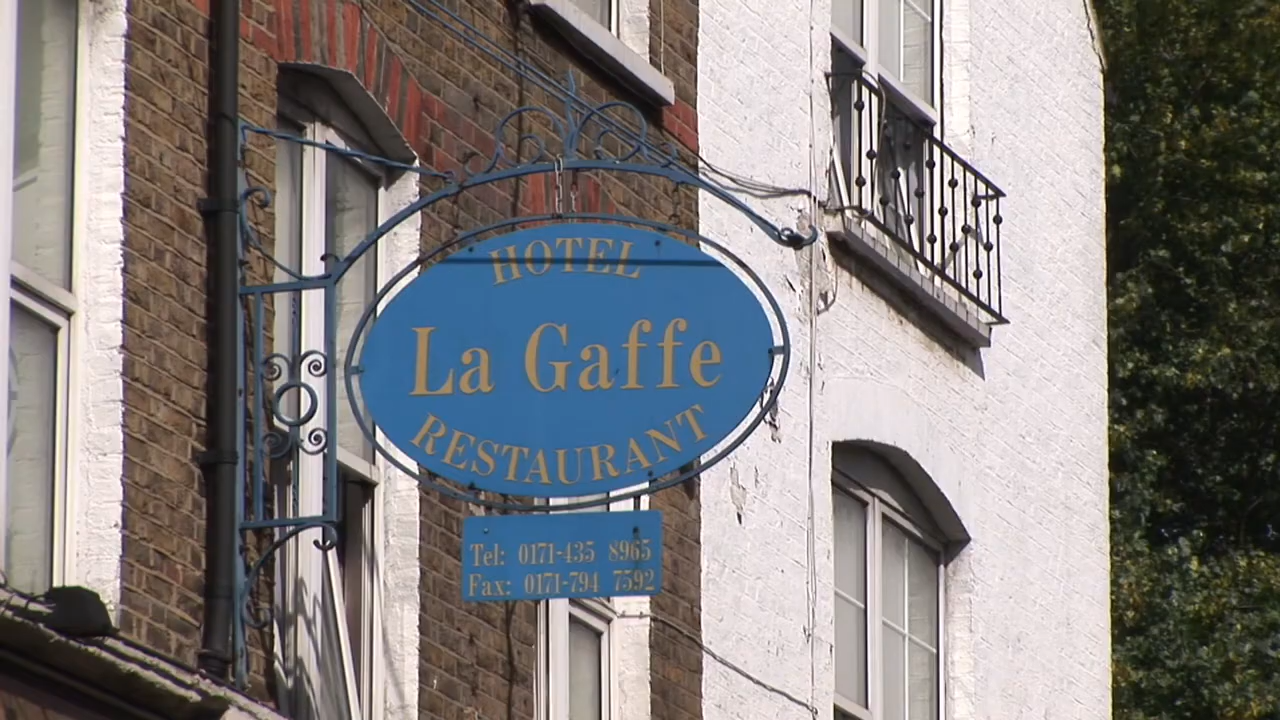 HOTEL
La Gaffe
RESTAURANT
Tel: 0171-435 8965
Fax: 0171-794 7592